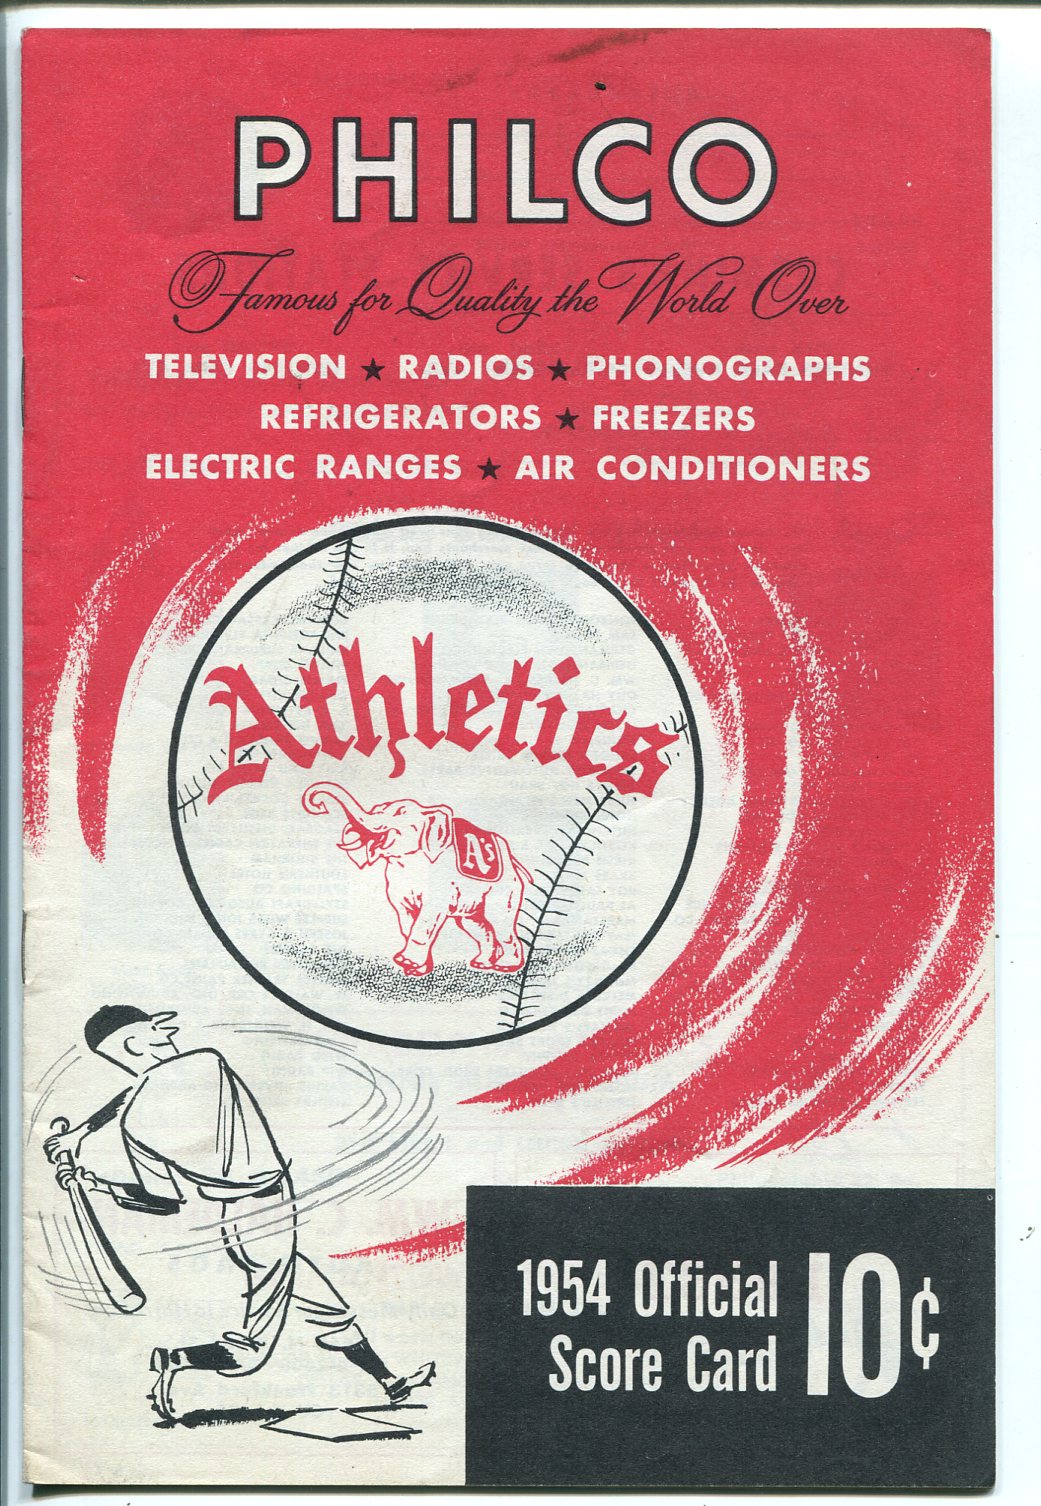 PHILCO
Famous for Quality the World Over
TELEVISION ★ RADIOS ★ PHONOGRAPHS
REFRIGERATORS ★ FREEZERS
ELECTRIC RANGES ★ AIR CONDITIONERS
Athletics
A's
1954 Official
Score Card
10¢